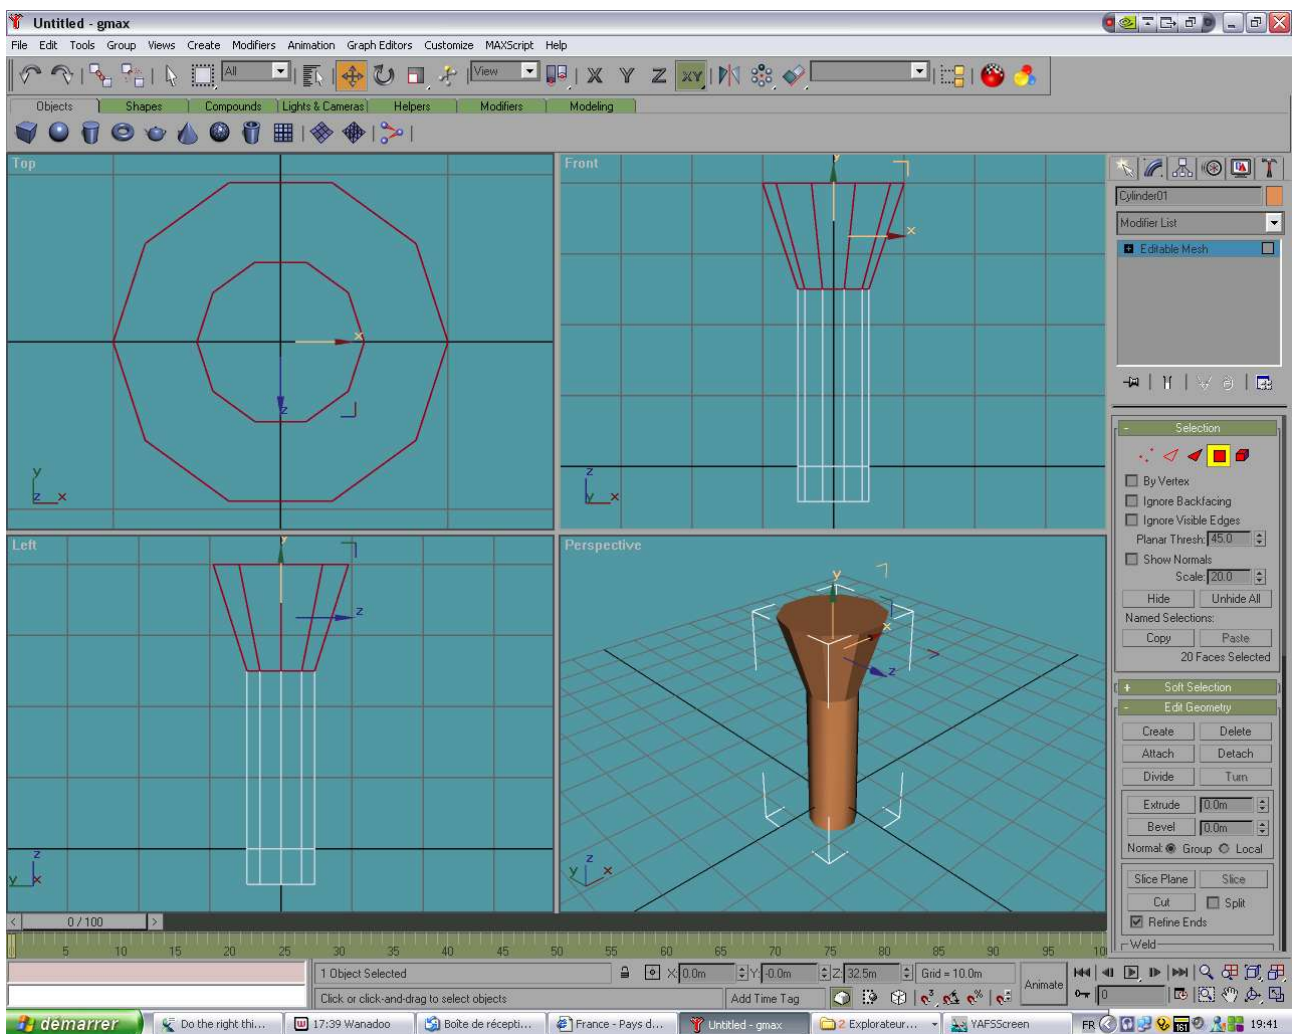 Untitled - gmax
File Edit Tools Group Views Create Modifiers Animation Graph Editors Customize MAXScript Help
All View X Y Z XY
Objects Shapes Compounds Lights & Cameras Helpers Modifiers Modeling
Top
y
x
z
y
z x
Front
y
x
z
y x
Left
y
z
z
y x
Perspective
y
x
z
z
y x
Cylinder01
Modifier List
Editable Mesh
- Selection
By Vertex
Ignore Backfacing
Ignore Visible Edges
Planar Thresh: 45.0
Show Normals
Scale: 20.0
Hide Unhide All
Named Selections:
Copy Paste
20 Faces Selected
+ Soft Selection
- Edit Geometry
Create Delete
Attach Detach
Divide Turn
Extrude 0.0m
Bevel 0.0m
Normal: Group Local
Slice Plane Slice
Cut Split
Refine Ends
Weld
< 0 / 100 >
5 10 15 20 25 30 35 40 45 50 55 60 65 70 75 80 85 90 95 10
1 Object Selected X: 0.0m Y: -0.0m Z: 32.5m Grid = 10.0m Animate
Click or click-and-drag to select objects Add Time Tag 0
démarrer Do the right thi... 17:39 Wanadoo Boîte de récepti... France - Pays d... Untitled - gmax 2 Explorateur... YAFSScreen FR 19:41